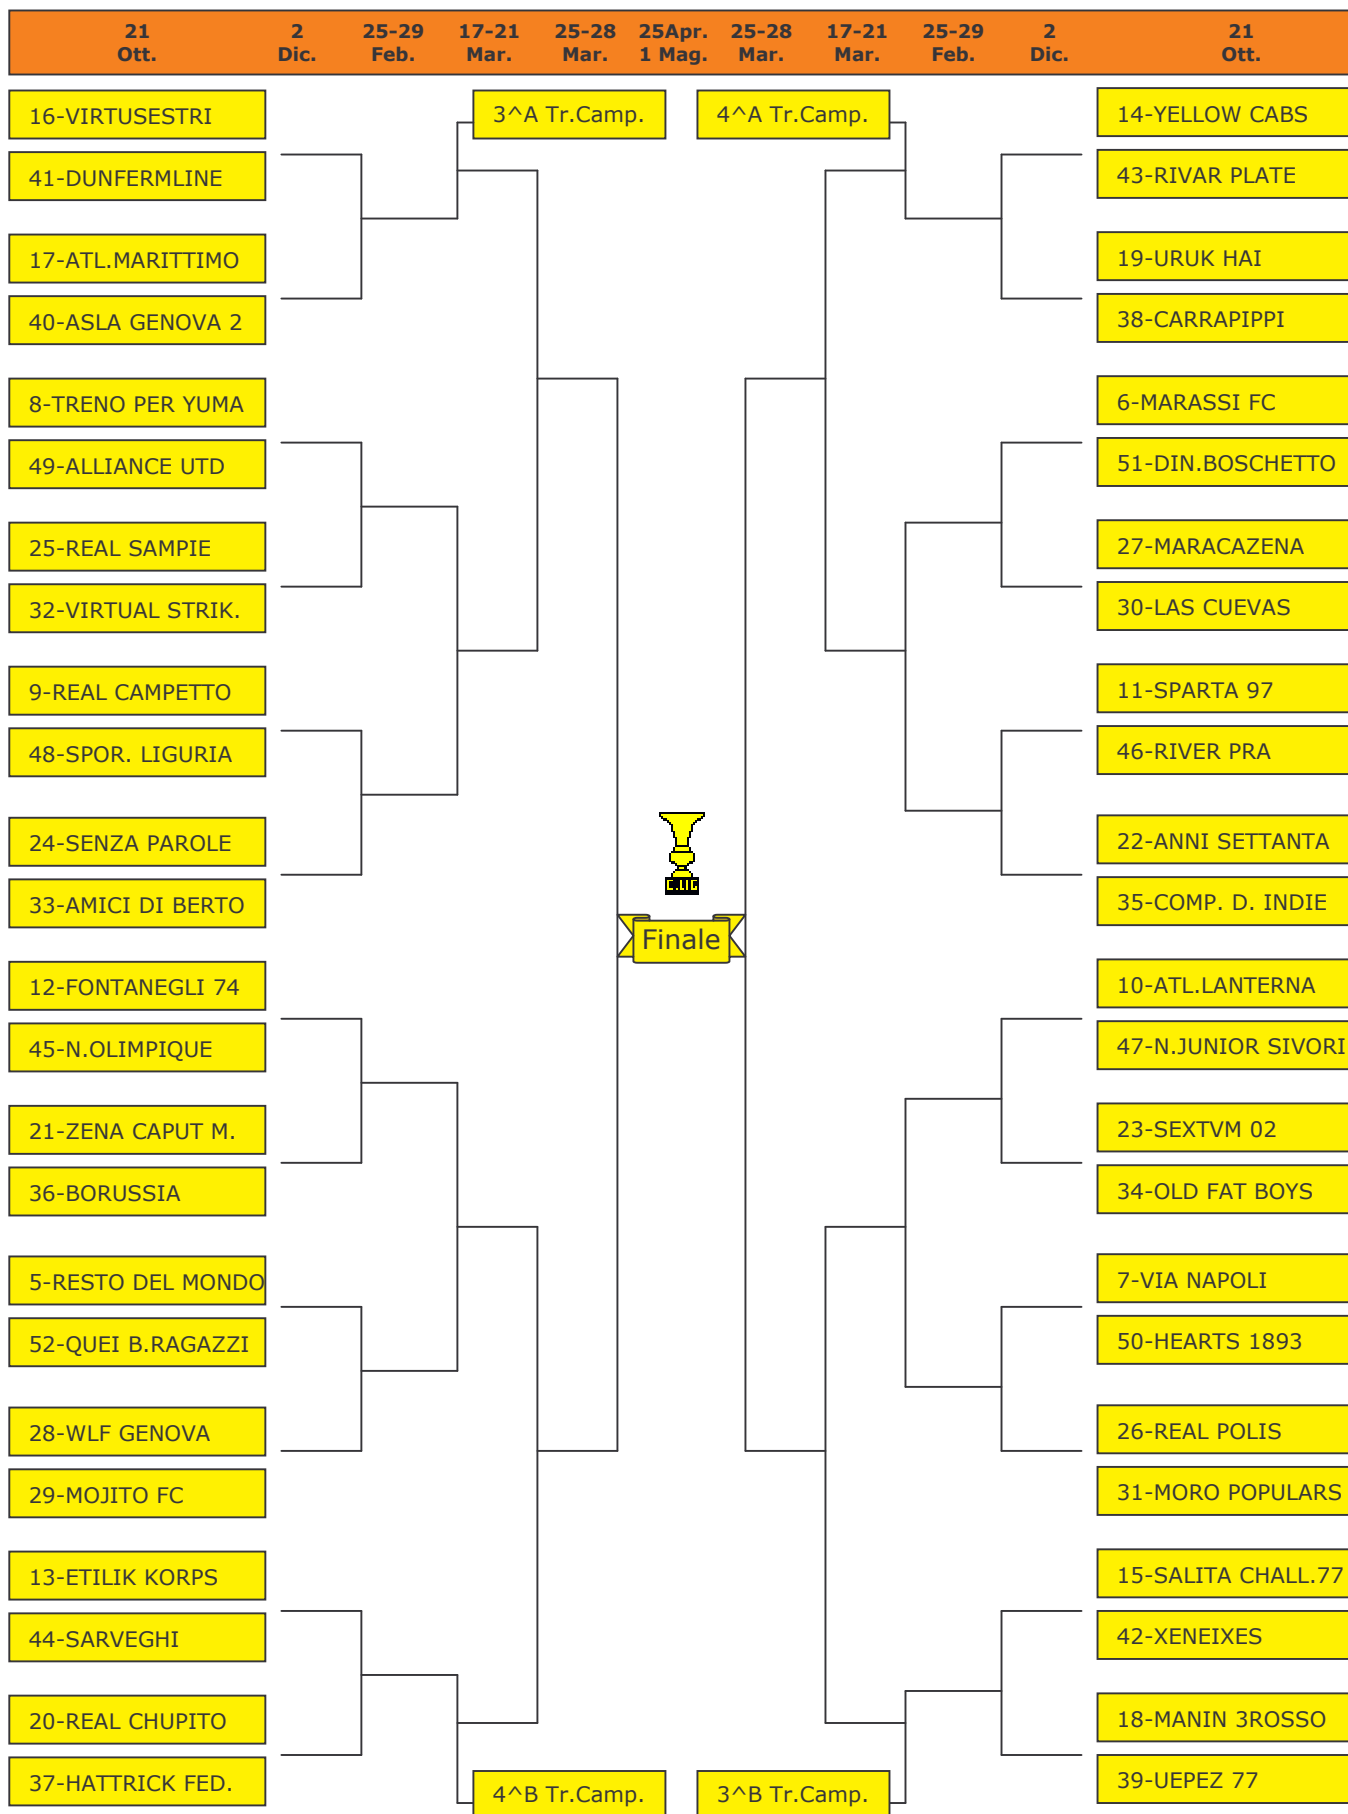 21 2 25-29 17-21 25-28 25Apr. 25-28 17-21 25-29 2 21
Ott. Dic. Feb. Mar. Mar. 1 Mag. Mar. Mar. Feb. Dic. Ott.
16-VIRTUSESTRI
3^A Tr.Camp.
4^A Tr.Camp.
14-YELLOW CABS
41-DUNFERMLINE
43-RIVAR PLATE
17-ATL.MARITTIMO
19-URUK HAI
40-ASLA GENOVA 2
38-CARRAPIPPI
8-TRENO PER YUMA
6-MARASSI FC
49-ALLIANCE UTD
51-DIN.BOSCHETTO
25-REAL SAMPIE
27-MARACAZENA
32-VIRTUAL STRIK.
30-LAS CUEVAS
9-REAL CAMPETTO
11-SPARTA 97
48-SPOR. LIGURIA
46-RIVER PRA
24-SENZA PAROLE
22-ANNI SETTANTA
33-AMICI DI BERTO
35-COMP. D. INDIE
Finale
12-FONTANEGLI 74
10-ATL.LANTERNA
45-N.OLIMPIQUE
47-N.JUNIOR SIVORI
21-ZENA CAPUT M.
23-SEXTVM 02
36-BORUSSIA
34-OLD FAT BOYS
5-RESTO DEL MONDO
7-VIA NAPOLI
52-QUEI B.RAGAZZI
50-HEARTS 1893
28-WLF GENOVA
26-REAL POLIS
29-MOJITO FC
31-MORO POPULARS
13-ETILIK KORPS
15-SALITA CHALL.77
44-SARVEGHI
42-XENEIXES
20-REAL CHUPITO
18-MANIN 3ROSSO
37-HATTRICK FED.
4^B Tr.Camp.
3^B Tr.Camp.
39-UEPEZ 77